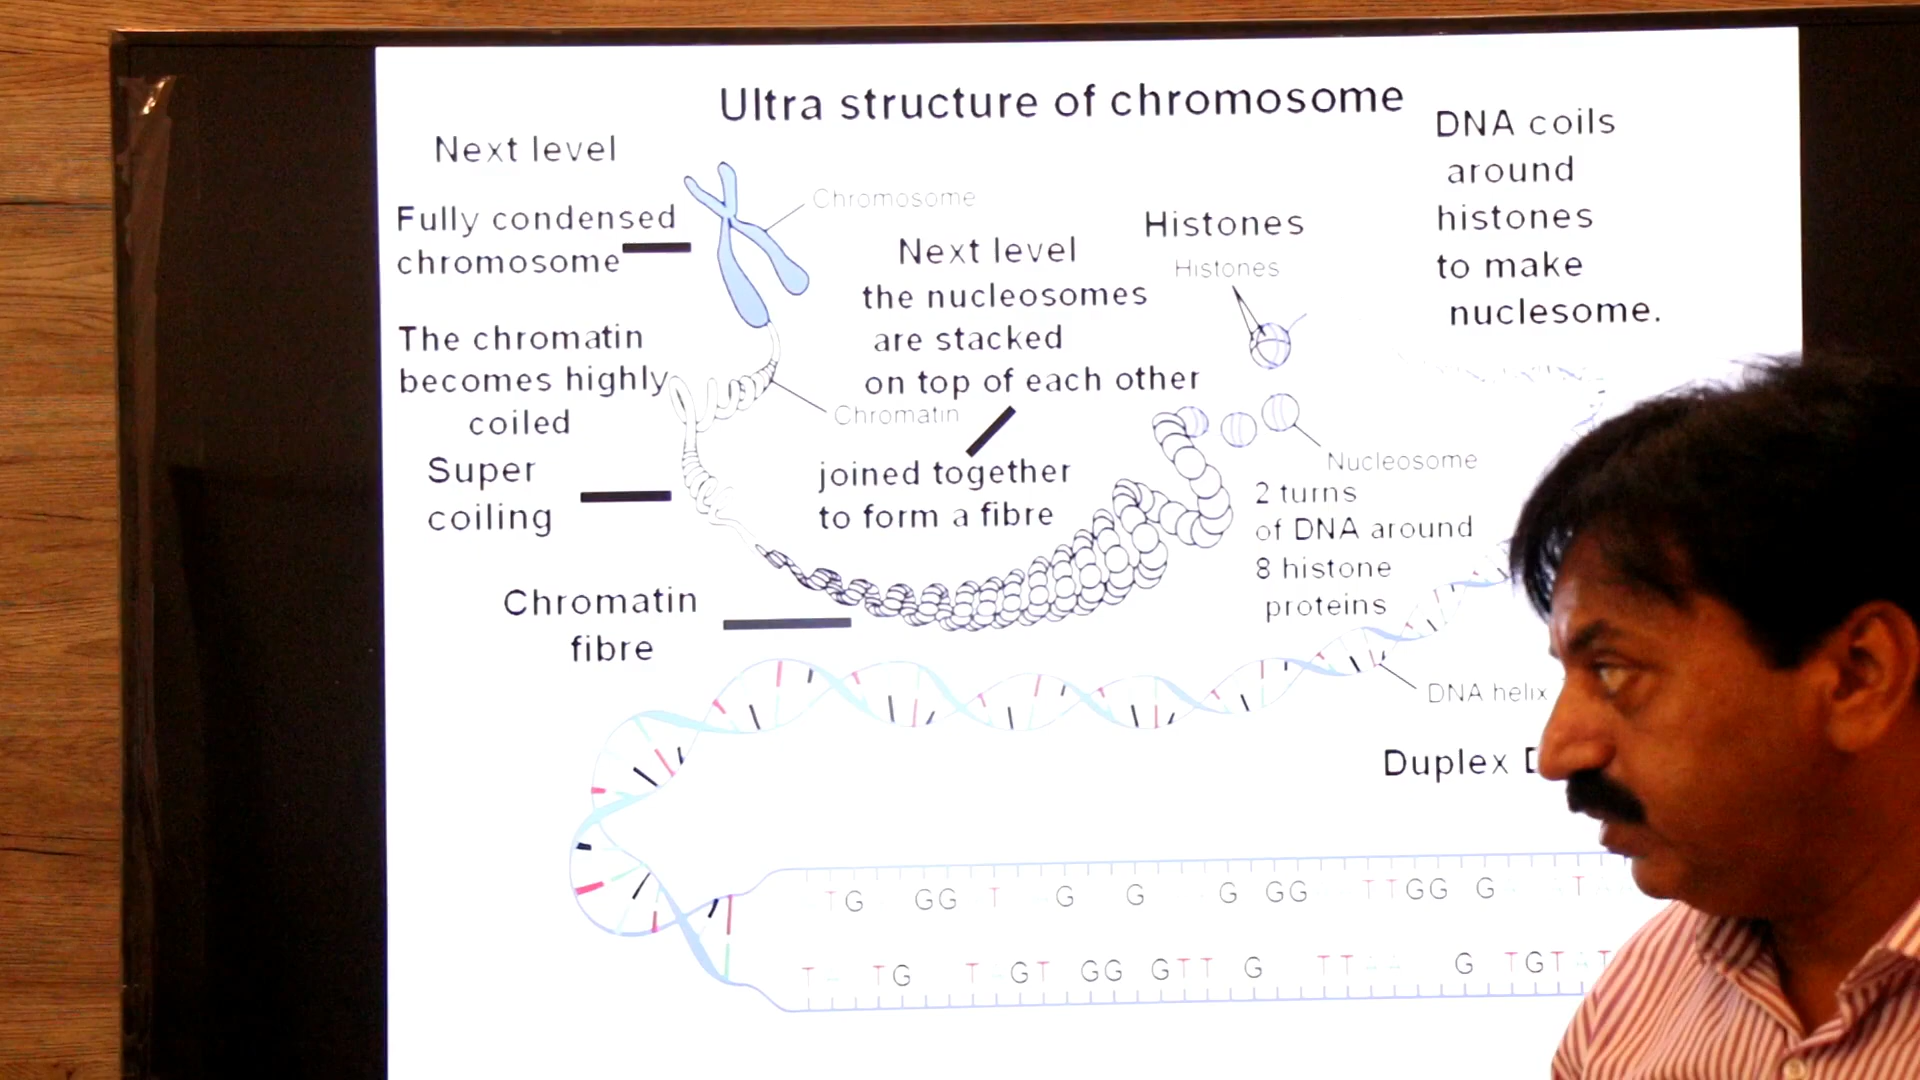 Ultra structure of chromosome
Next level
Fully condensed
chromosome
Chromosome
The chromatin
becomes highly
coiled
Chromatin
Super
coiling
Next level
the nucleosomes
are stacked
on top of each other
joined together
to form a fibre
Chromatin
fibre
Histones
Histones
DNA coils
around
histones
to make
nuclesome.
Nucleosome
2 turns
of DNA around
8 histone
proteins
DNA helix
Duplex
TG GG T G G G GG TTGG G T
T TG T GT GG GTT G TT G TGT T